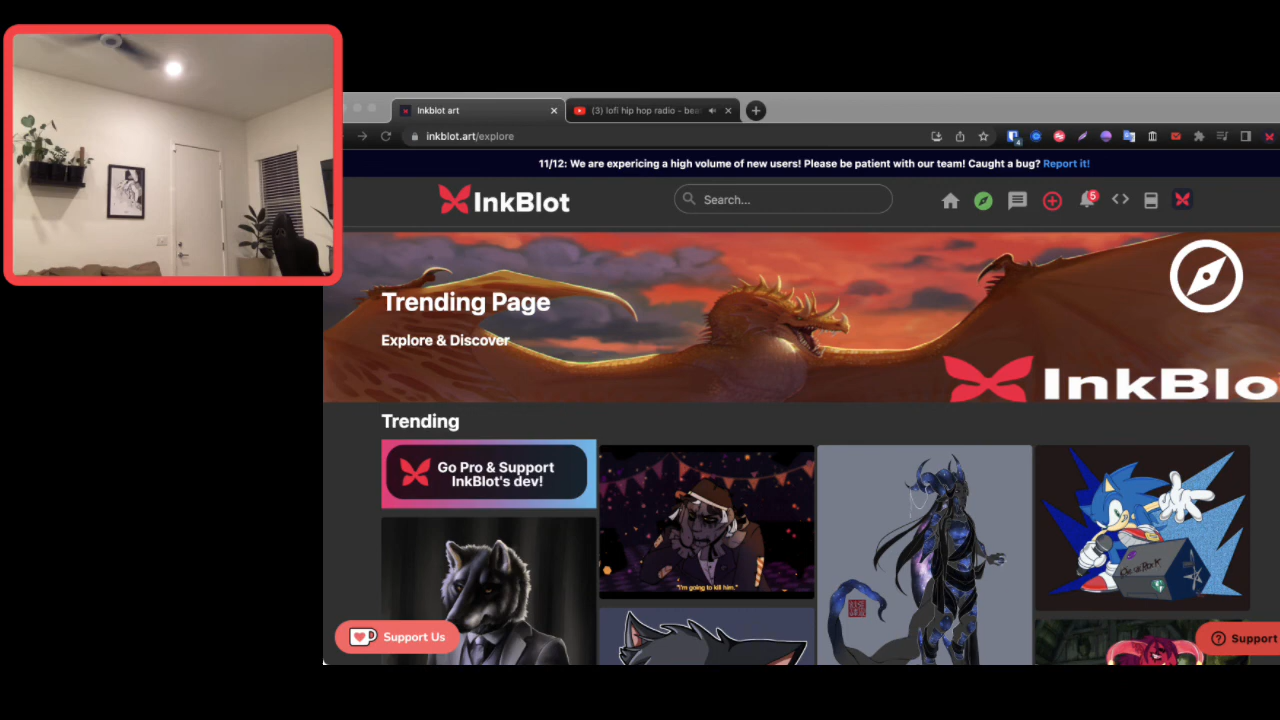 Inkblot art
(3) lofi hip hop radio - bea
inkblot.art/explore
4
11/12: We are expericing a high volume of new users! Please be patient with our team! Caught a bug? Report it!
InkBlot
Search...
5
Trending Page
Explore & Discover
InkBlo
Trending
Go Pro & Support
InkBlot's dev!
"I'm going to kill him."
Support Us
Support